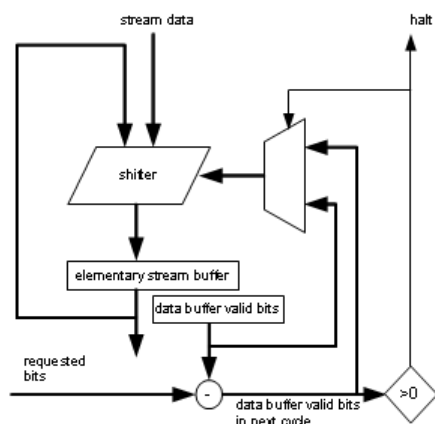 stream data
halt
shitter
elementary stream buffer
data buffer valid bits
requested
bits
-
>0
data buffer valid bits
in next cycle